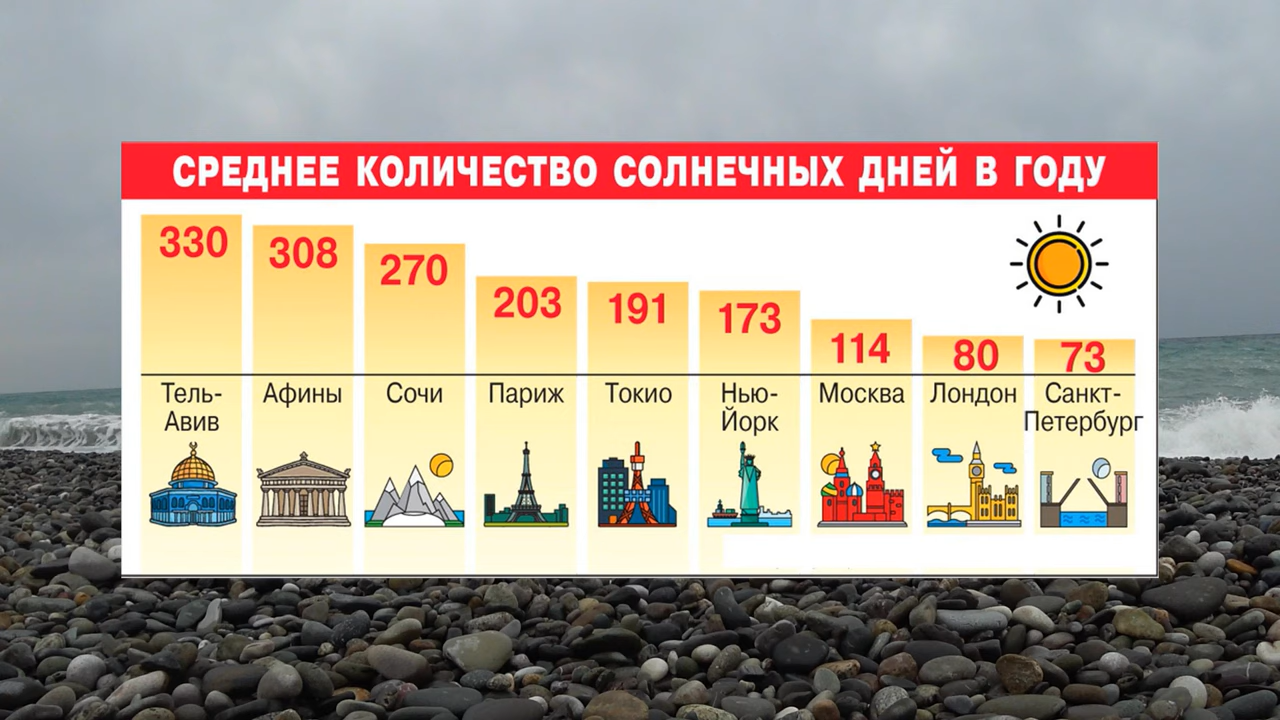 СРЕДНЕЕ КОЛИЧЕСТВО СОЛНЕЧНЫХ ДНЕЙ В ГОДУ
330
308
270
203
191
173
114
80
73
Тель-
Авив
Афины
Сочи
Париж
Токио
Нью-
Йорк
Москва
Лондон
Санкт-
Петербург